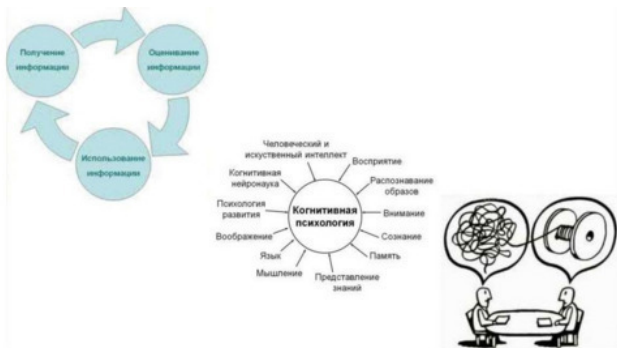 Получение
информации
Оценивание
информации
Использование
информации
Человеческий и
искуственный интеллект
Восприятие
Распознавание
образов
Внимание
Сознание
Память
Представление
знаний
Мышление
Язык
Воображение
Психология
развития
Когнитивная
нейронаука
Когнитивная
психология